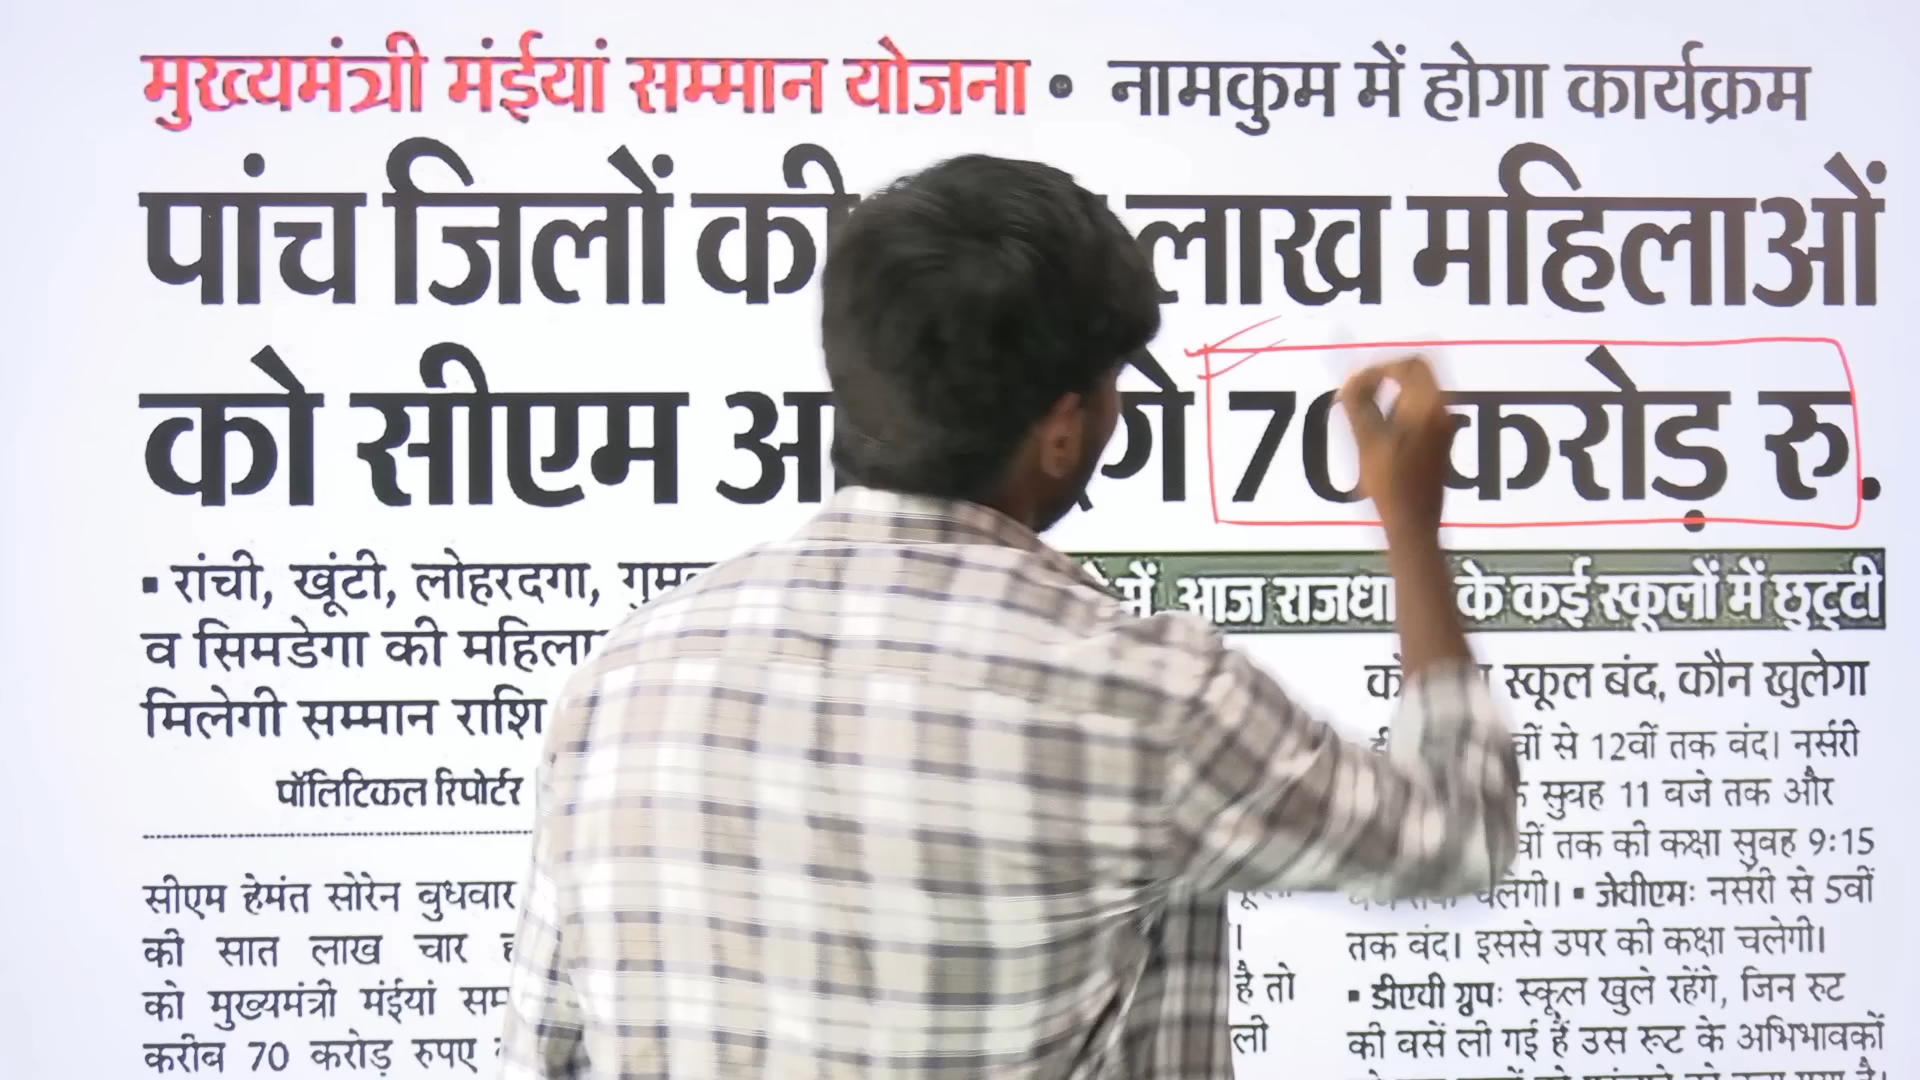 मुख्यमंत्री मंईयां सम्मान योजना • नामकुम में होगा कार्यक्रम
पांच जिलों की लाख महिलाओं
को सीएम 70 करोड़ रु.
▪ रांची, खूंटी, लोहरदगा,
व सिमडेगा की
मिलेगी सम्मान राशि
पॉलिटिकल रिपोर्टर
सीएम हेमंत सोरेन बुधवार
की सात लाख चार
को मुख्यमंत्री मंईयां
करीब 70 करोड़ रुपए
में आज के कई स्कूलों में छुट्टी
स्कूल बंद, कौन खुलेगा
से 12वीं तक बंद। नर्सरी
सुबह 11 बजे तक और
तक की कक्षा सुबह 9:15
चलेगी। ▪ जेवीएमः नर्सरी से 5वीं
तक बंद। इससे उपर की कक्षा चलेगी।
▪ डीएवी ग्रुपः स्कूल खुले रहेंगे, जिन रुट
की बसें ली गई हैं उस रूट के अभिभावकों
है तो